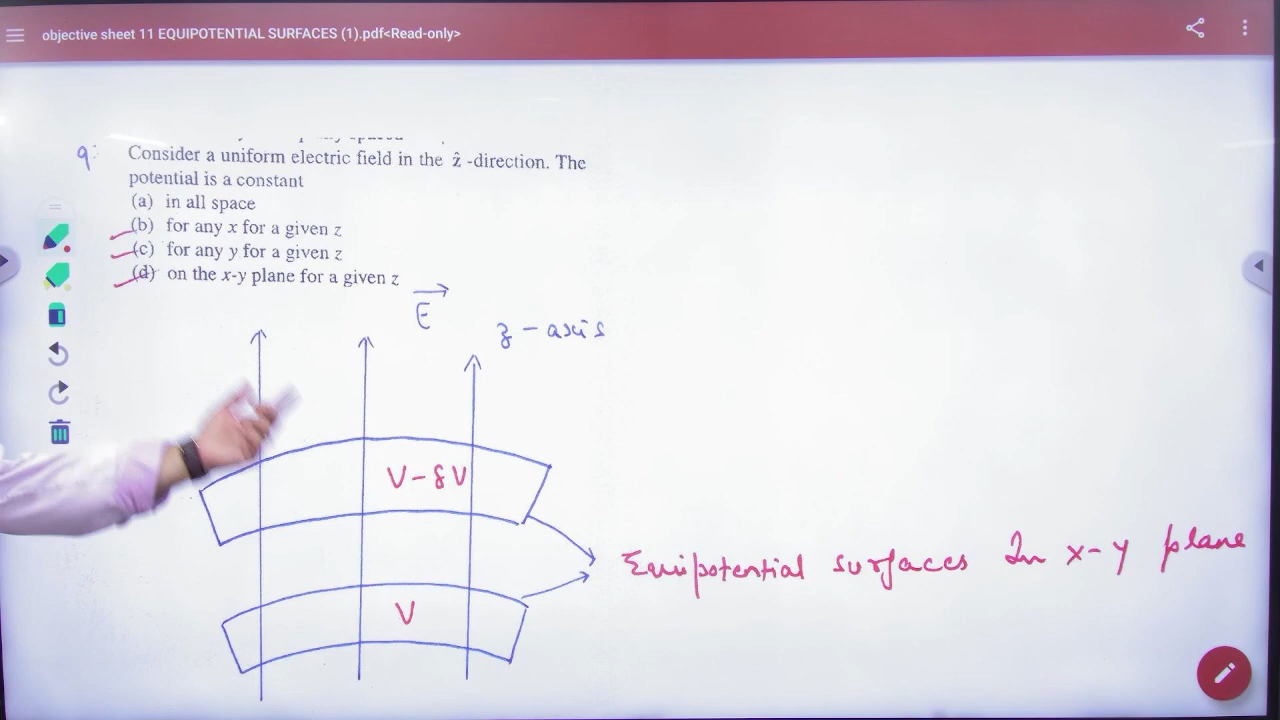 objective sheet 11 EQUIPOTENTIAL SURFACES (1).pdf<Read-only>
9. Consider a uniform electric field in the ẑ -direction. The
potential is a constant
(a) in all space
(b) for any x for a given z
(c) for any y for a given z
(d) on the x-y plane for a given z
E
z - axis
V - δV
Equipotential surfaces In x-y plane
V